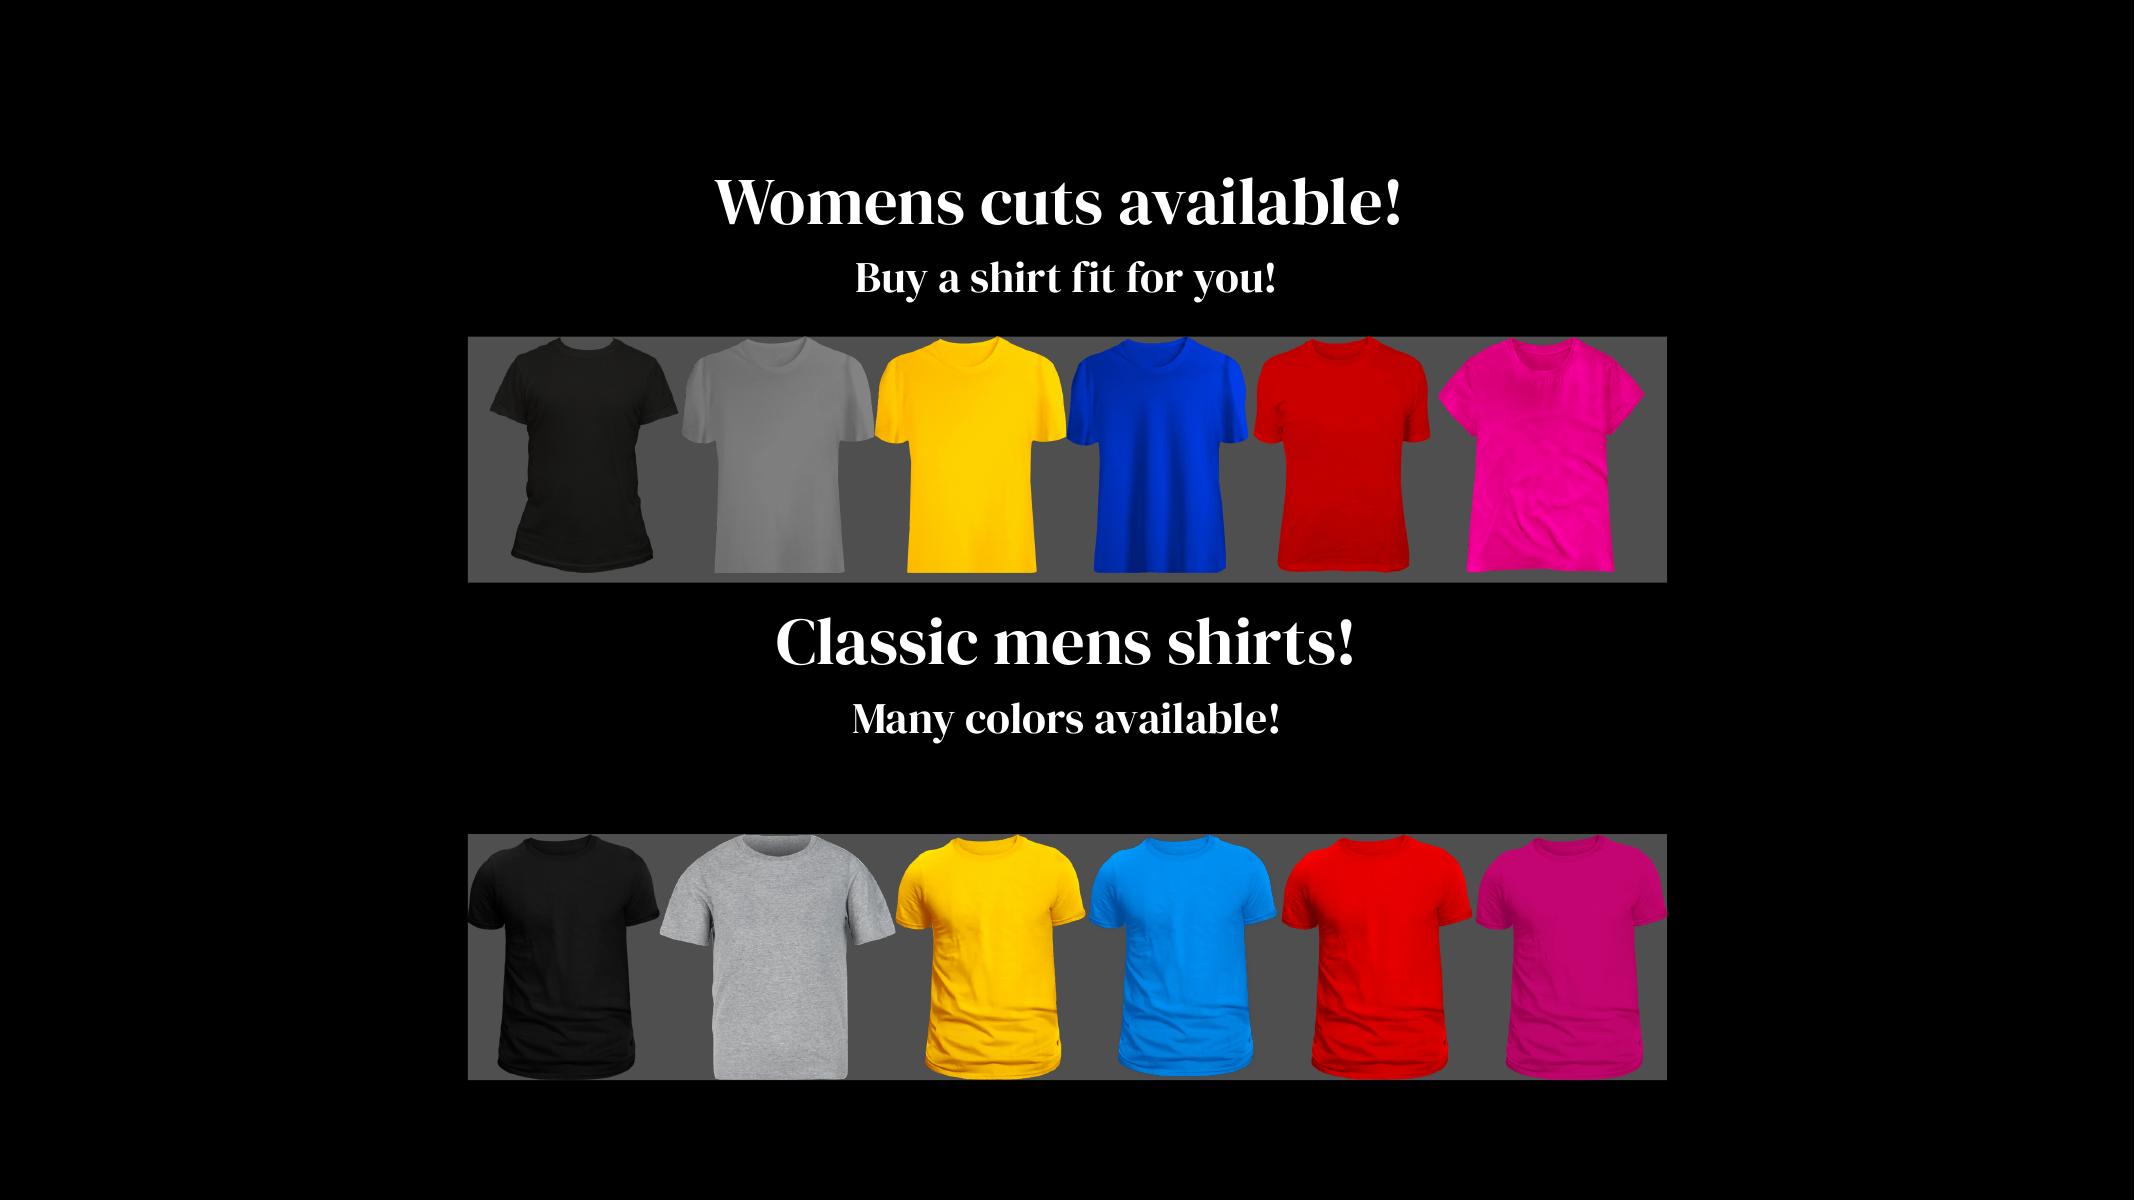 Womens cuts available!
Buy a shirt fit for you!
Classic mens shirts!
Many colors available!